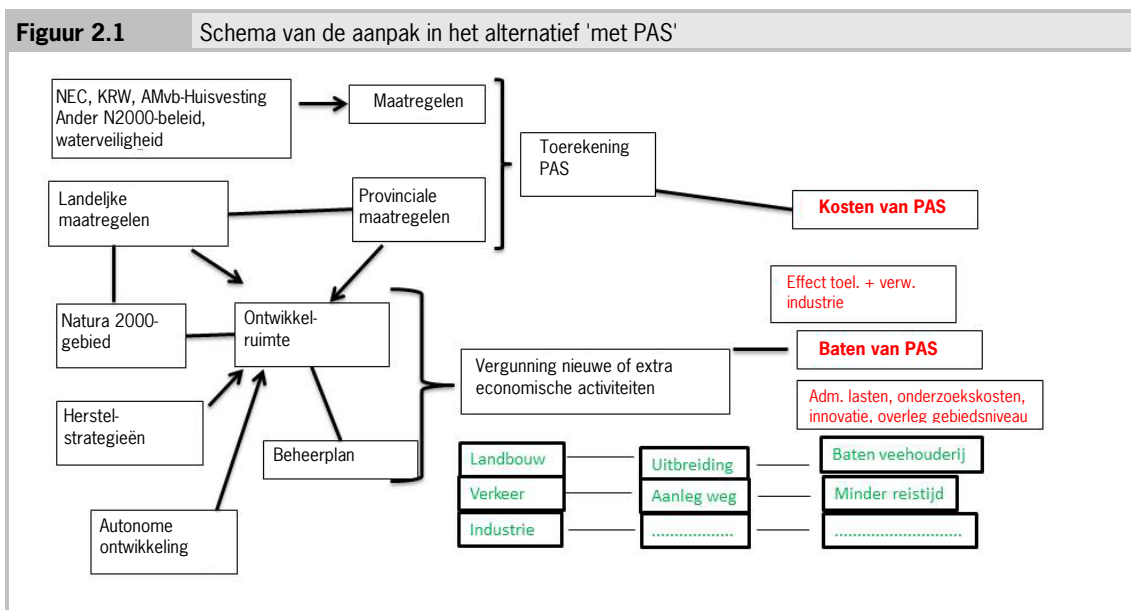 Figuur 2.1 Schema van de aanpak in het alternatief 'met PAS'
NEC, KRW, AMvb-Huisvesting
Ander N2000-beleid,
waterveiligheid
Maatregelen
Toerekening
PAS
Landelijke
maatregelen
Provinciale
maatregelen
Kosten van PAS
Effect toel. + verw.
industrie
Natura 2000-
gebied
Ontwikkel-
ruimte
Baten van PAS
Vergunning nieuwe of extra
economische activiteiten
Adm. lasten, onderzoekskosten,
innovatie, overleg gebiedsniveau
Herstel-
strategieën
Beheerplan
Landbouw
Uitbreiding
Baten veehouderij
Verkeer
Aanleg weg
Minder reistijd
Industrie
..................
............................
Autonome
ontwikkeling